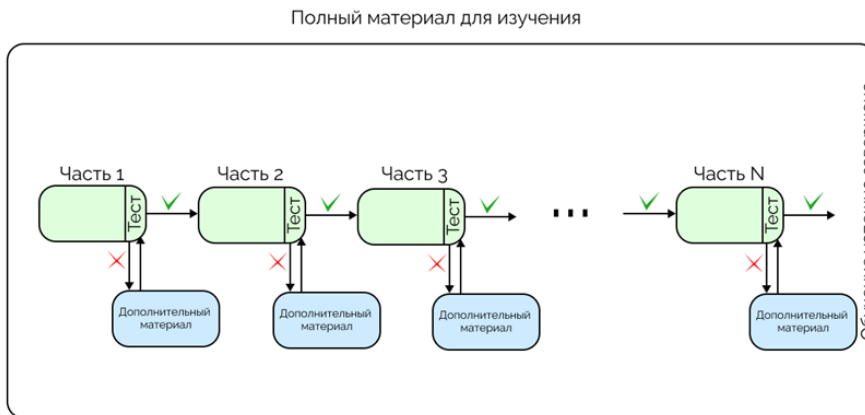 Полный материал для изучения
Часть 1
Тест
Часть 2
Тест
Часть 3
Тест
...
Часть N
Тест
Дополнительный
материал
Дополнительный
материал
Дополнительный
материал
Дополнительный
материал